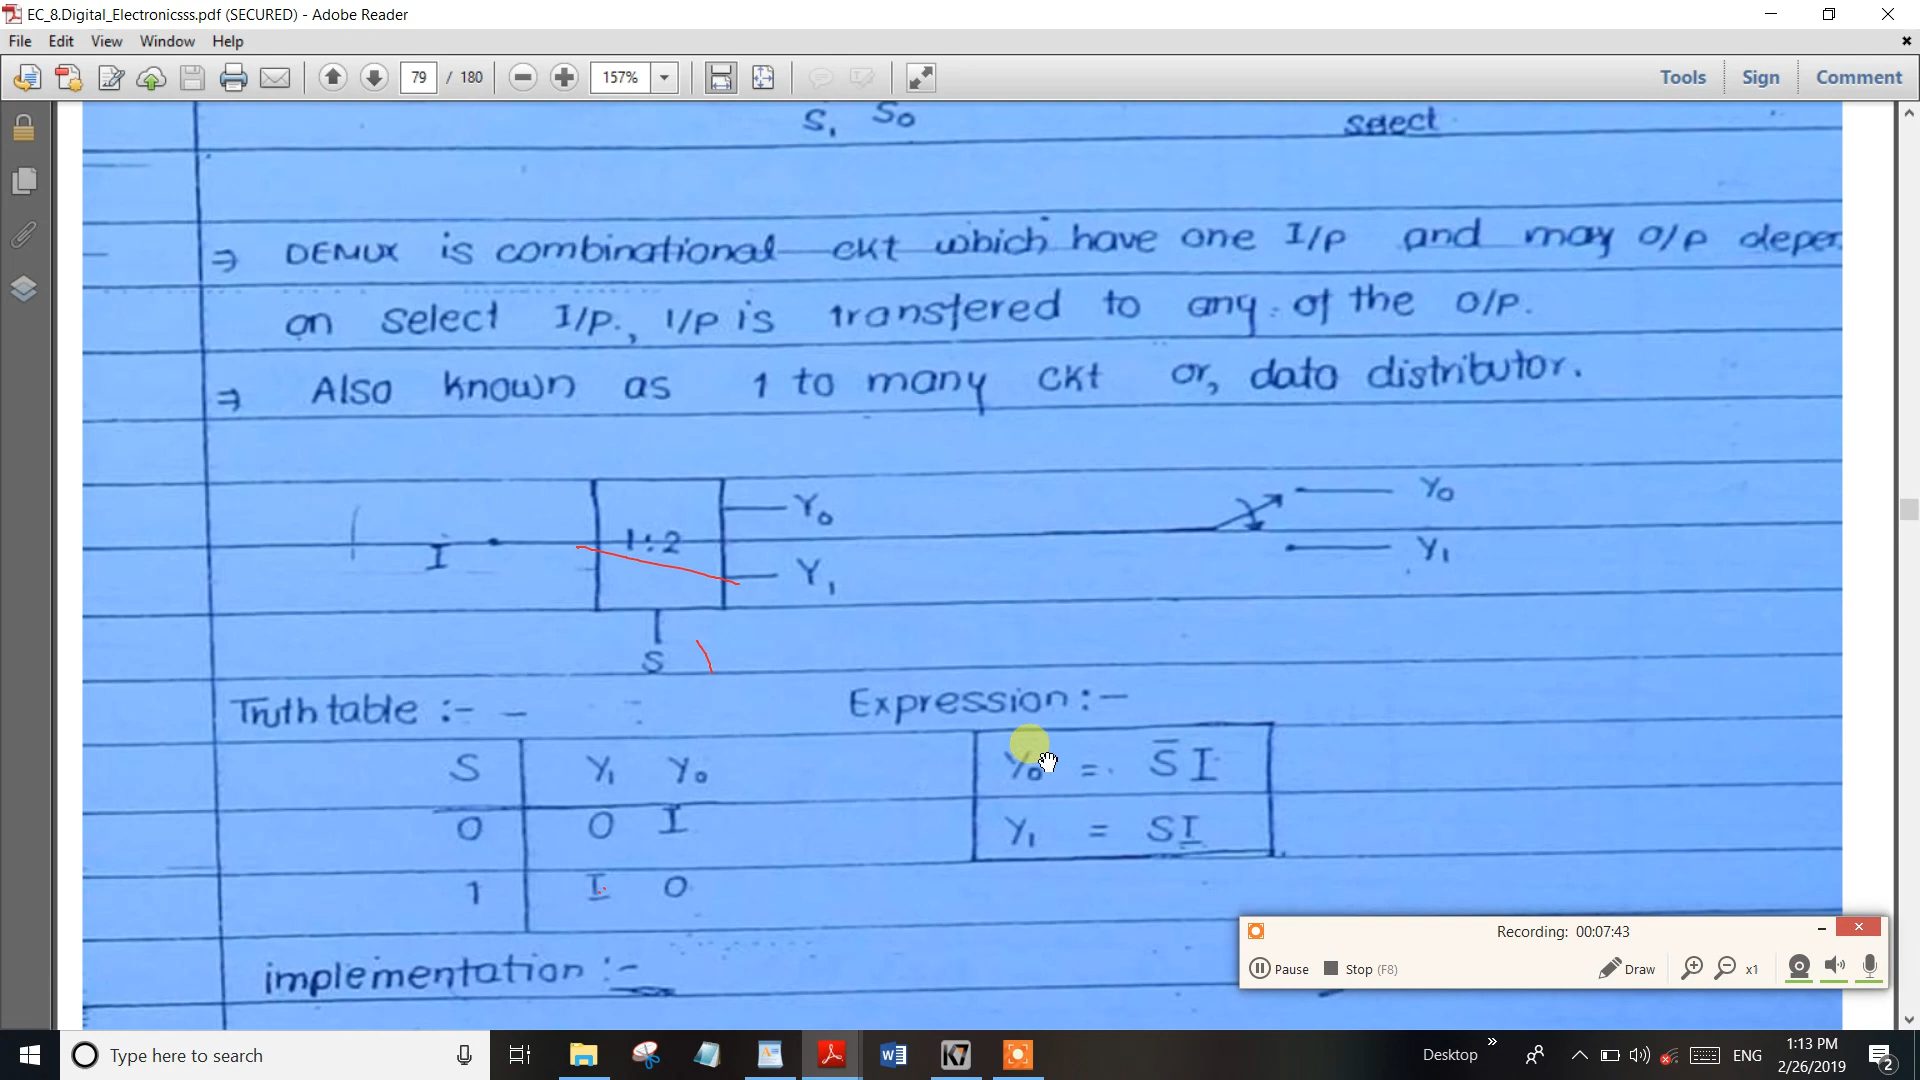 EC_8.Digital_Electronicsss.pdf (SECURED) - Adobe Reader
File Edit View Window Help
79 / 180 157% Tools Sign Comment
S1 S0 select
⇒ DEMUX is combinational ckt which have one I/p and may o/p depen
on select I/p., I/p is transfered to any of the O/P.
⇒ Also known as 1 to many ckt or, data distributor.
I 1:2 Y0 Y0
Y1 Y1
S
Truth table :- - Expression :-
S Y1 Y0 Y0 = S̅ I
0 0 I Y1 = SI
1 I 0
implementation :-
Recording: 00:07:43
Pause Stop (F8) Draw x1
Type here to search
Desktop » ENG 1:13 PM
2/26/2019 2